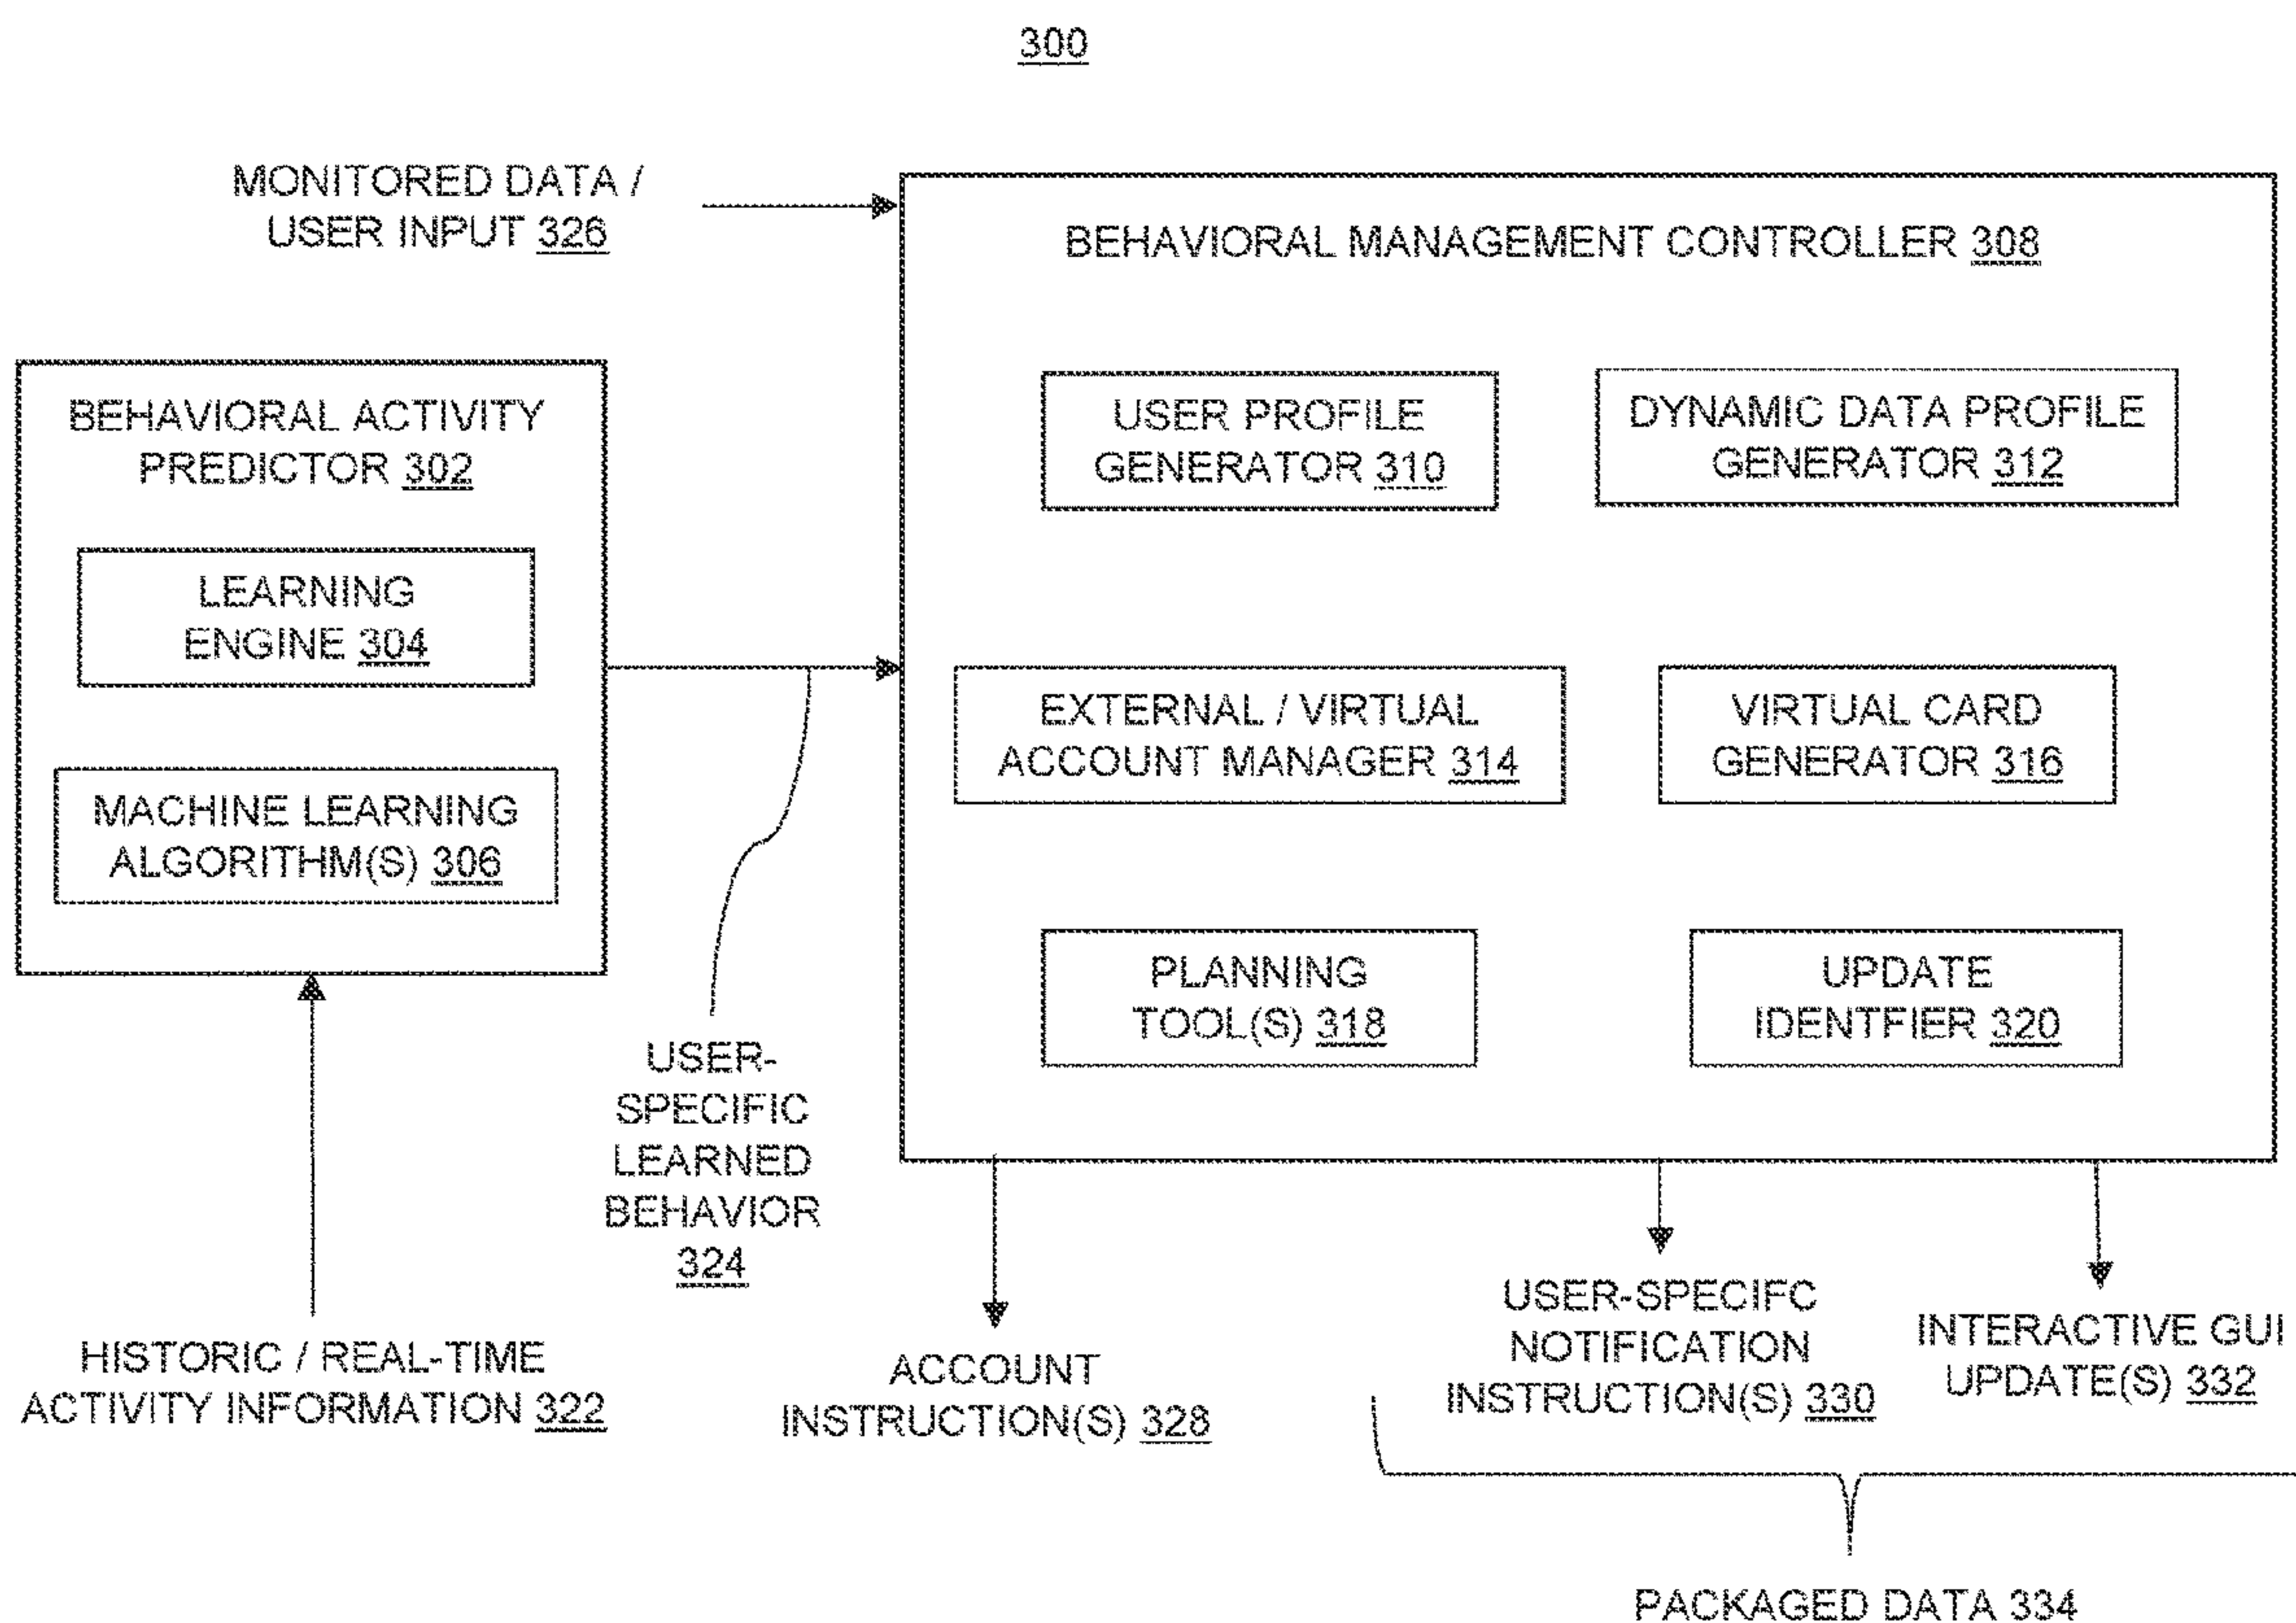 300
MONITORED DATA /
USER INPUT 326
BEHAVIORAL MANAGEMENT CONTROLLER 308
BEHAVIORAL ACTIVITY
PREDICTOR 302
LEARNING
ENGINE 304
MACHINE LEARNING
ALGORITHM(S) 306
USER PROFILE
GENERATOR 310
DYNAMIC DATA PROFILE
GENERATOR 312
EXTERNAL / VIRTUAL
ACCOUNT MANAGER 314
VIRTUAL CARD
GENERATOR 316
PLANNING
TOOL(S) 318
UPDATE
IDENTFIER 320
USER-
SPECIFIC
LEARNED
BEHAVIOR
324
HISTORIC / REAL-TIME
ACTIVITY INFORMATION 322
ACCOUNT
INSTRUCTION(S) 328
USER-SPECIFC
NOTIFICATION
INSTRUCTION(S) 330
INTERACTIVE GUI
UPDATE(S) 332
PACKAGED DATA 334